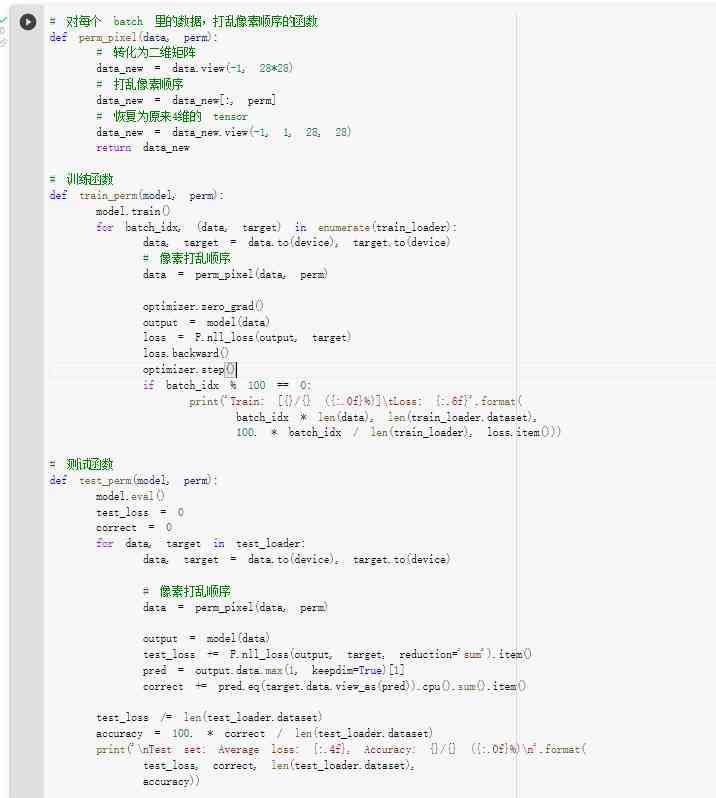 # 对每个 batch 里的数据，打乱像素顺序的函数
def perm_pixel(data, perm):
# 转化为二维矩阵
data_new = data.view(-1, 28*28)
# 打乱像素顺序
data_new = data_new[:, perm]
# 恢复为原来4维的 tensor
data_new = data_new.view(-1, 1, 28, 28)
return data_new
# 训练函数
def train_perm(model, perm):
model.train()
for batch_idx, (data, target) in enumerate(train_loader):
data, target = data.to(device), target.to(device)
# 像素打乱顺序
data = perm_pixel(data, perm)
optimizer.zero_grad()
output = model(data)
loss = F.nll_loss(output, target)
loss.backward()
optimizer.step()
if batch_idx % 100 == 0:
print('Train: [{}/{} ({:.0f}%)]\tLoss: {:.6f}'.format(
batch_idx * len(data), len(train_loader.dataset),
100. * batch_idx / len(train_loader), loss.item()))
# 测试函数
def test_perm(model, perm):
model.eval()
test_loss = 0
correct = 0
for data, target in test_loader:
data, target = data.to(device), target.to(device)
# 像素打乱顺序
data = perm_pixel(data, perm)
output = model(data)
test_loss += F.nll_loss(output, target, reduction='sum').item()
pred = output.data.max(1, keepdim=True)[1]
correct += pred.eq(target.data.view_as(pred)).cpu().sum().item()
test_loss /= len(test_loader.dataset)
accuracy = 100. * correct / len(test_loader.dataset)
print('\nTest set: Average loss: {:.4f}, Accuracy: {}/{} ({:.0f}%)\n'.format(
test_loss, correct, len(test_loader.dataset),
accuracy))